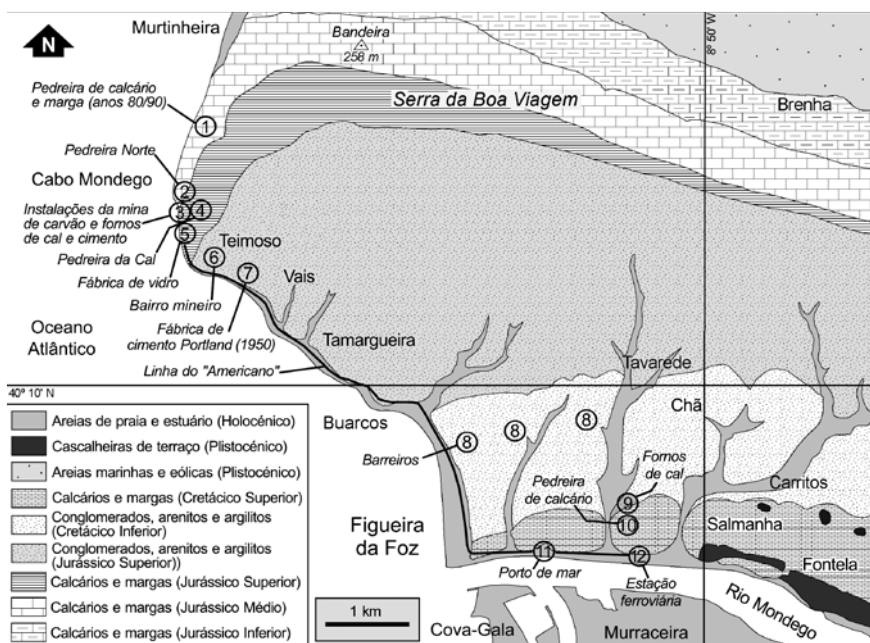 Murtinheira
Bandeira
258 m
8° 50' W
N
Pedreira de calcário
e marga (anos 80/90)
1
Serra da Boa Viagem
Brenha
Pedreira Norte
Cabo Mondego
2
Instalações da mina
de carvão e fornos
de cal e cimento
3
4
Pedreira da Cal
5
Fábrica de vidro
Teimoso
6
7
Bairro mineiro
Vais
Fábrica de
cimento Portland (1950)
Oceano
Atlântico
Tamargueira
Linha do "Americano"
Tavarede
40° 10' N
Buarcos
Chã
8
8
8
Barreiros
Fornos
de cal
Pedreira
de calcário
9
10
Carritos
Salmanha
Figueira
da Foz
11
12
Fontela
Porto de mar
Estação
ferroviária
Rio Mondego
Cova-Gala
Murraceira
Areias de praia e estuário (Holocénico)
Cascalheiras de terraço (Plistocénico)
Areias marinhas e eólicas (Plistocénico)
Calcários e margas (Cretácico Superior)
Conglomerados, arenitos e argilitos
(Cretácico Inferior)
Conglomerados, arenitos e argilitos
(Jurássico Superior))
Calcários e margas (Jurássico Superior)
Calcários e margas (Jurássico Médio)
Calcários e margas (Jurássico Inferior)
1 km